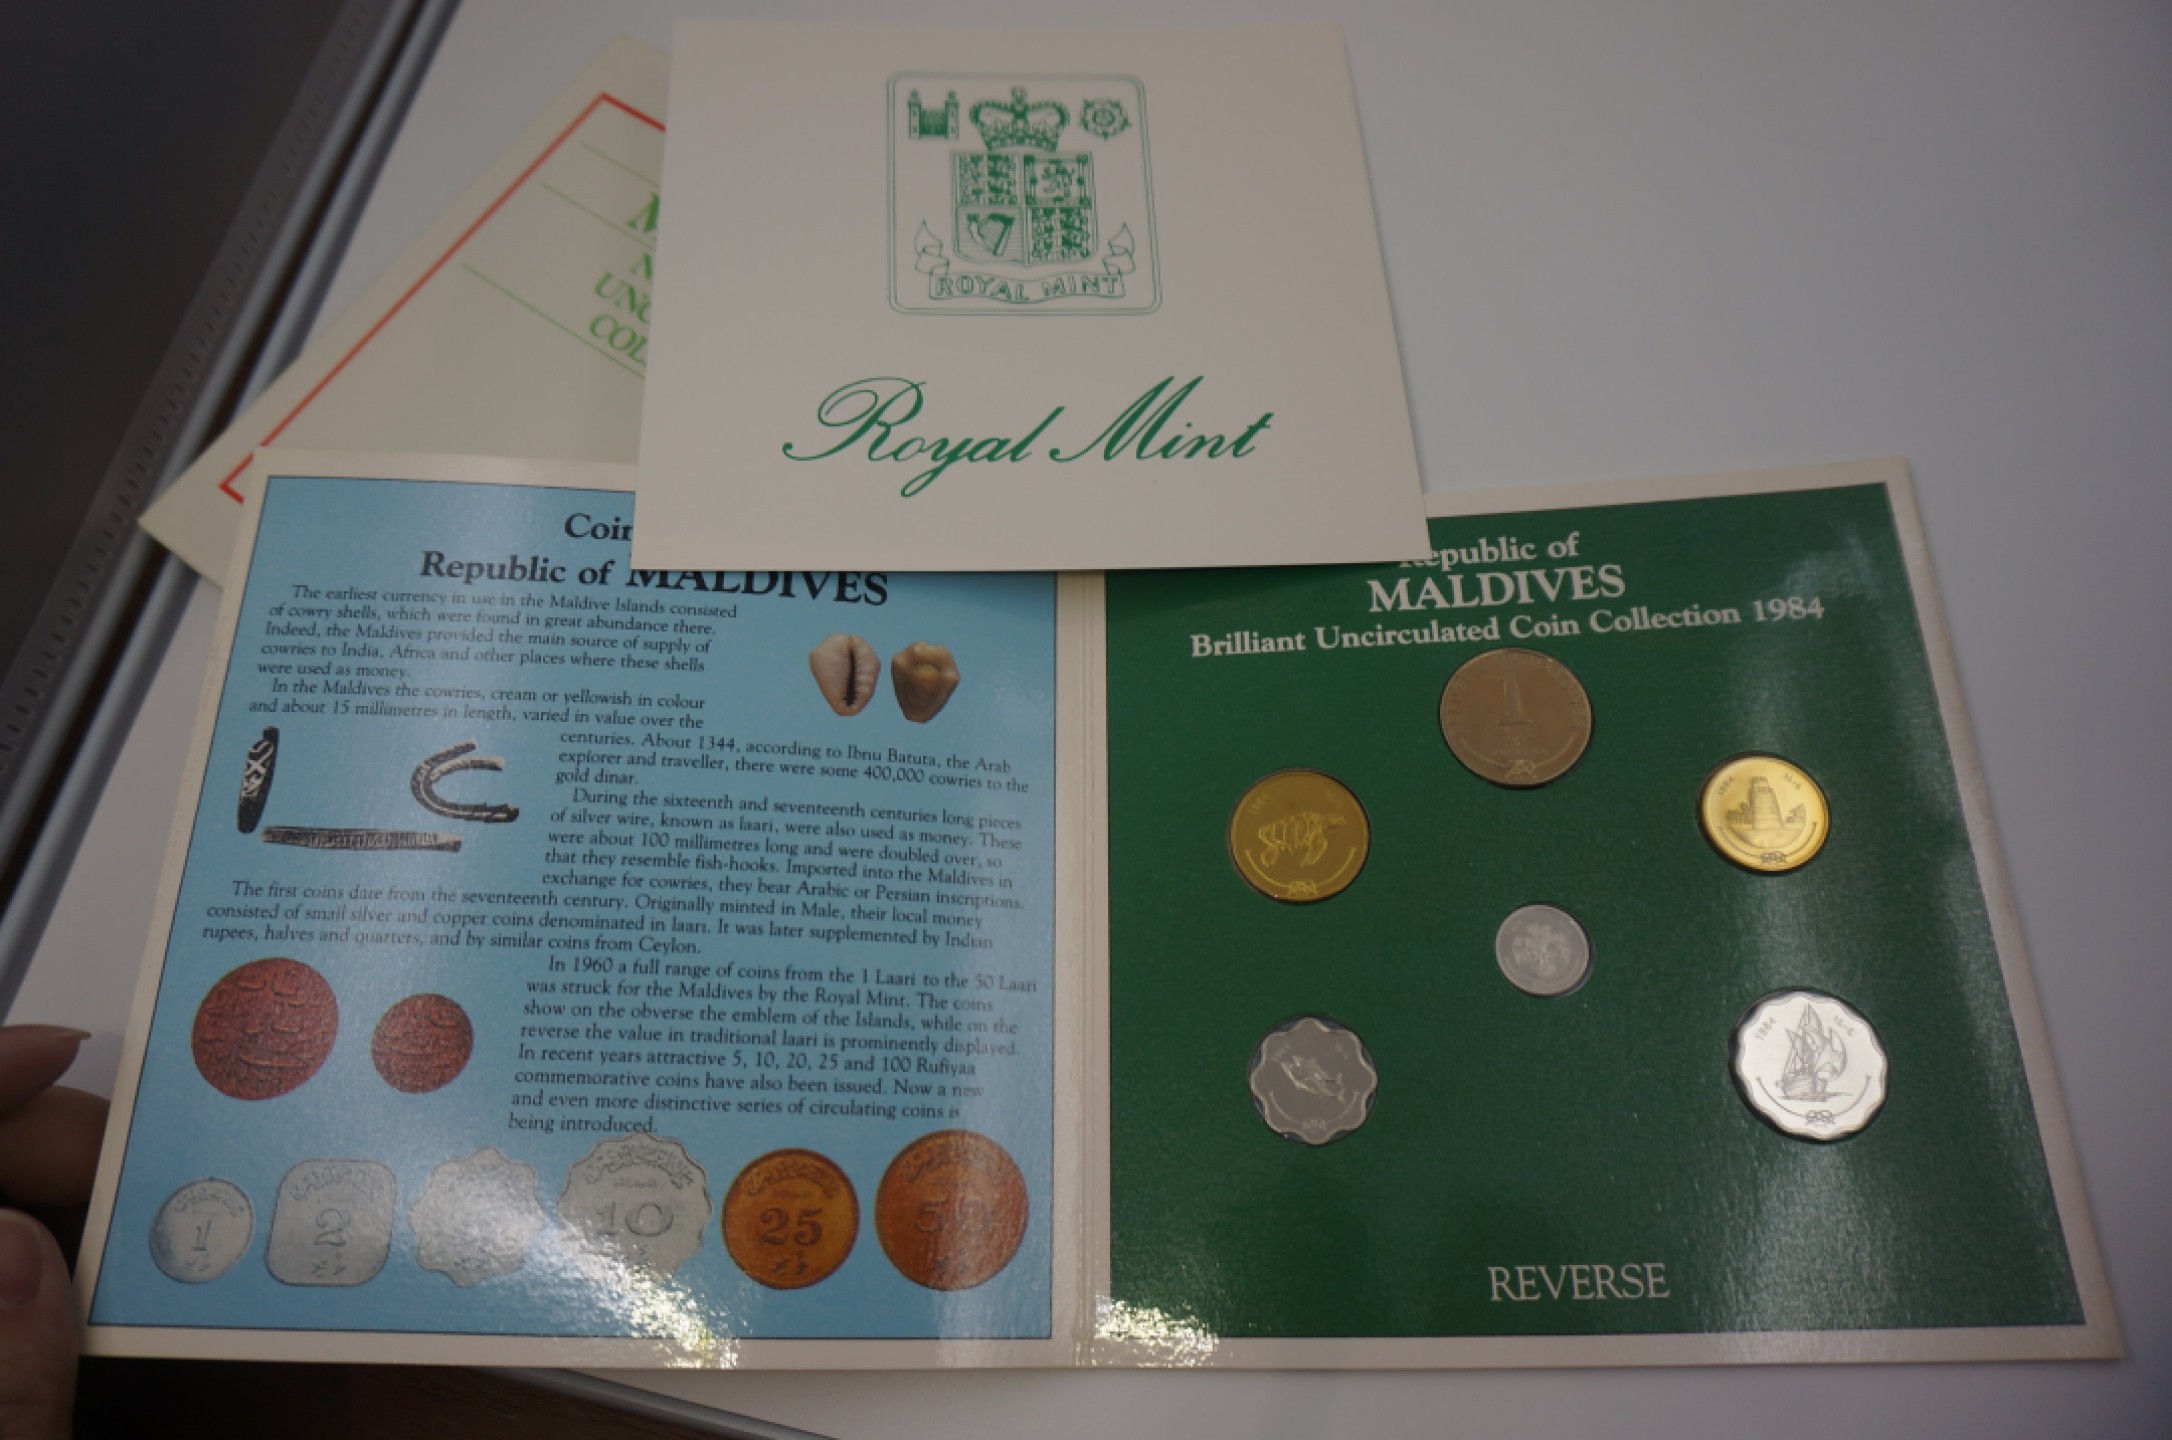 ROYAL MINT
Royal Mint
M
UNC
COL
Coin
Republic of MALDIVES
The earliest currency in use in the Maldive Islands consisted
of cowry shells, which were found in great abundance there.
Indeed, the Maldives provided the main source of supply of
cowries to India, Africa and other places where these shells
were used as money.
In the Maldives the cowries, cream or yellowish in colour
and about 15 millimetres in length, varied in value over the
centuries. About 1344, according to Ibnu Batuta, the Arab
explorer and traveller, there were some 400,000 cowries to the
gold dinar.
During the sixteenth and seventeenth centuries long pieces
of silver wire, known as laari, were also used as money. These
were about 100 millimetres long and were doubled over, so
that they resemble fish-hooks. Imported into the Maldives in
exchange for cowries, they bear Arabic or Persian inscriptions.
The first coins date from the seventeenth century. Originally minted in Male, their local money
consisted of small silver and copper coins denominated in laari. It was later supplemented by Indian
rupees, halves and quarters, and by similar coins from Ceylon.
In 1960 a full range of coins from the 1 Laari to the 50 Laari
was struck for the Maldives by the Royal Mint. The coins
show on the obverse the emblem of the Islands, while on the
reverse the value in traditional laari is prominently displayed.
In recent years attractive 5, 10, 20, 25 and 100 Rufiyaa
commemorative coins have also been issued. Now a new
and even more distinctive series of circulating coins is
being introduced.
1
2
10
25
50
Republic of
MALDIVES
Brilliant Uncirculated Coin Collection 1984
1
1984
1984
1984
REVERSE